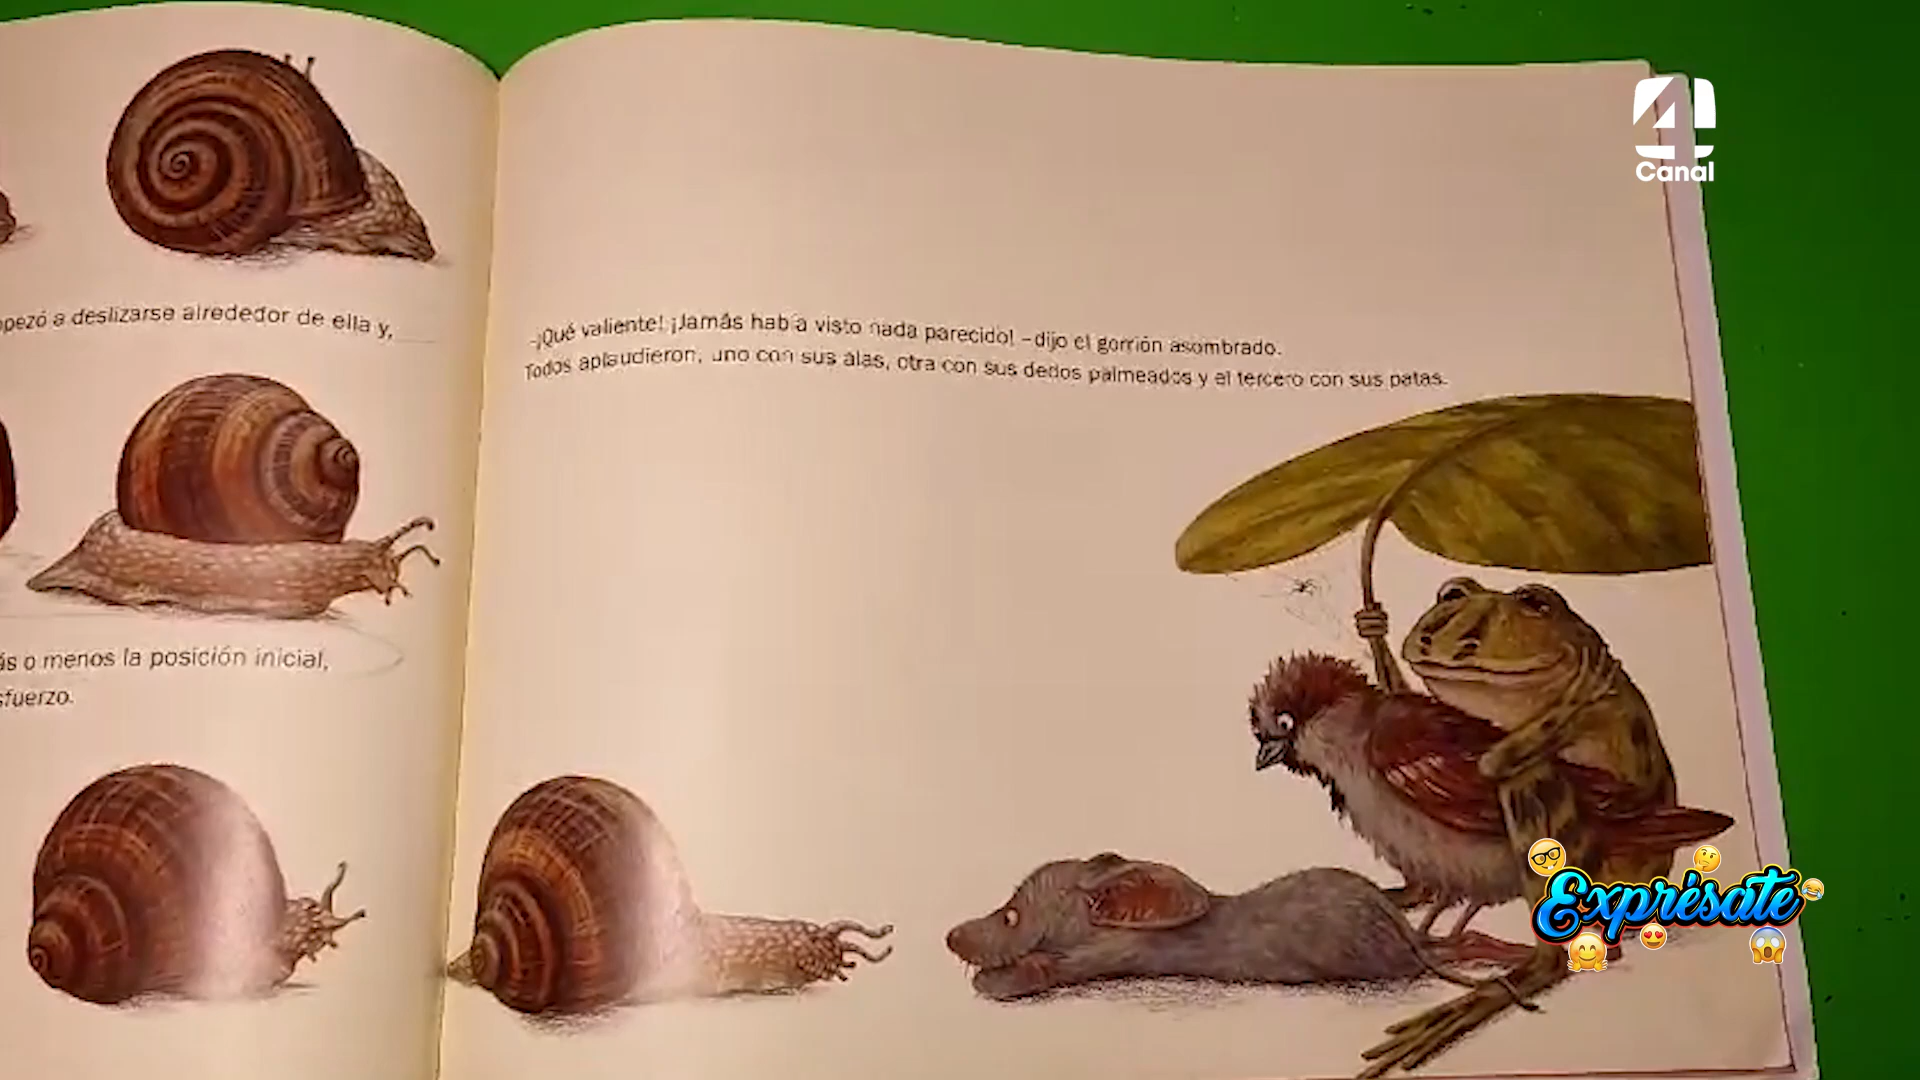 pezó a deslizarse alrededor de ella y,
ás o menos la posición inicial,
sfuerzo.
–¡Qué valiente! ¡Jamás había visto nada parecido! –dijo el gorrión asombrado.
Todos aplaudieron, uno con sus alas, otra con sus dedos palmeados y el tercero con sus patas.
4
Canal
Exprésate